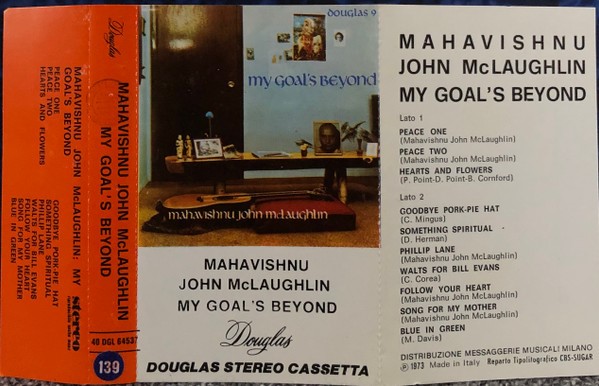 Douglas
MAHAVISHNU JOHN McLAUGHLIN: MY
GOAL'S BEYOND
PEACE ONE
PEACE TWO
HEARTS AND FLOWERS
GOODBYE PORK-PIE HAT
SOMETHING SPIRITUAL
PHILLIP LANE
WALTS FOR BILL EVANS
FOLLOW YOUR HEART
SONG FOR MY MOTHER
BLUE IN GREEN
stereo
MAHAVISHNU JOHN McLAUGHLIN
MY GOAL'S BEYOND
40 DGL 64537
139
douglas 9
my goal's beyond
mahavishnu john mclaughlin
MAHAVISHNU
JOHN McLAUGHLIN
MY GOAL'S BEYOND
Douglas
DOUGLAS STEREO CASSETTA
MAHAVISHNU
JOHN McLAUGHLIN
MY GOAL'S BEYOND
Lato 1
PEACE ONE
(Mahavishnu John McLaughlin)
PEACE TWO
(Mahavishnu John McLaughlin)
HEARTS AND FLOWERS
(P. Point-D. Point-B. Cornford)
Lato 2
GOODBYE PORK-PIE HAT
(C. Mingus)
SOMETHING SPIRITUAL
(D. Herman)
PHILLIP LANE
(Mahavishnu John McLaughlin)
WALTS FOR BILL EVANS
(C. Corea)
FOLLOW YOUR HEART
(Mahavishnu John McLaughlin)
SONG FOR MY MOTHER
(Mahavishnu John McLaughlin)
BLUE IN GREEN
(M. Davis)
DISTRIBUZIONE MESSAGGERIE MUSICALI MILANO
℗ 1973 Made in Italy Reparto Tipolitografico CBS-SUGAR